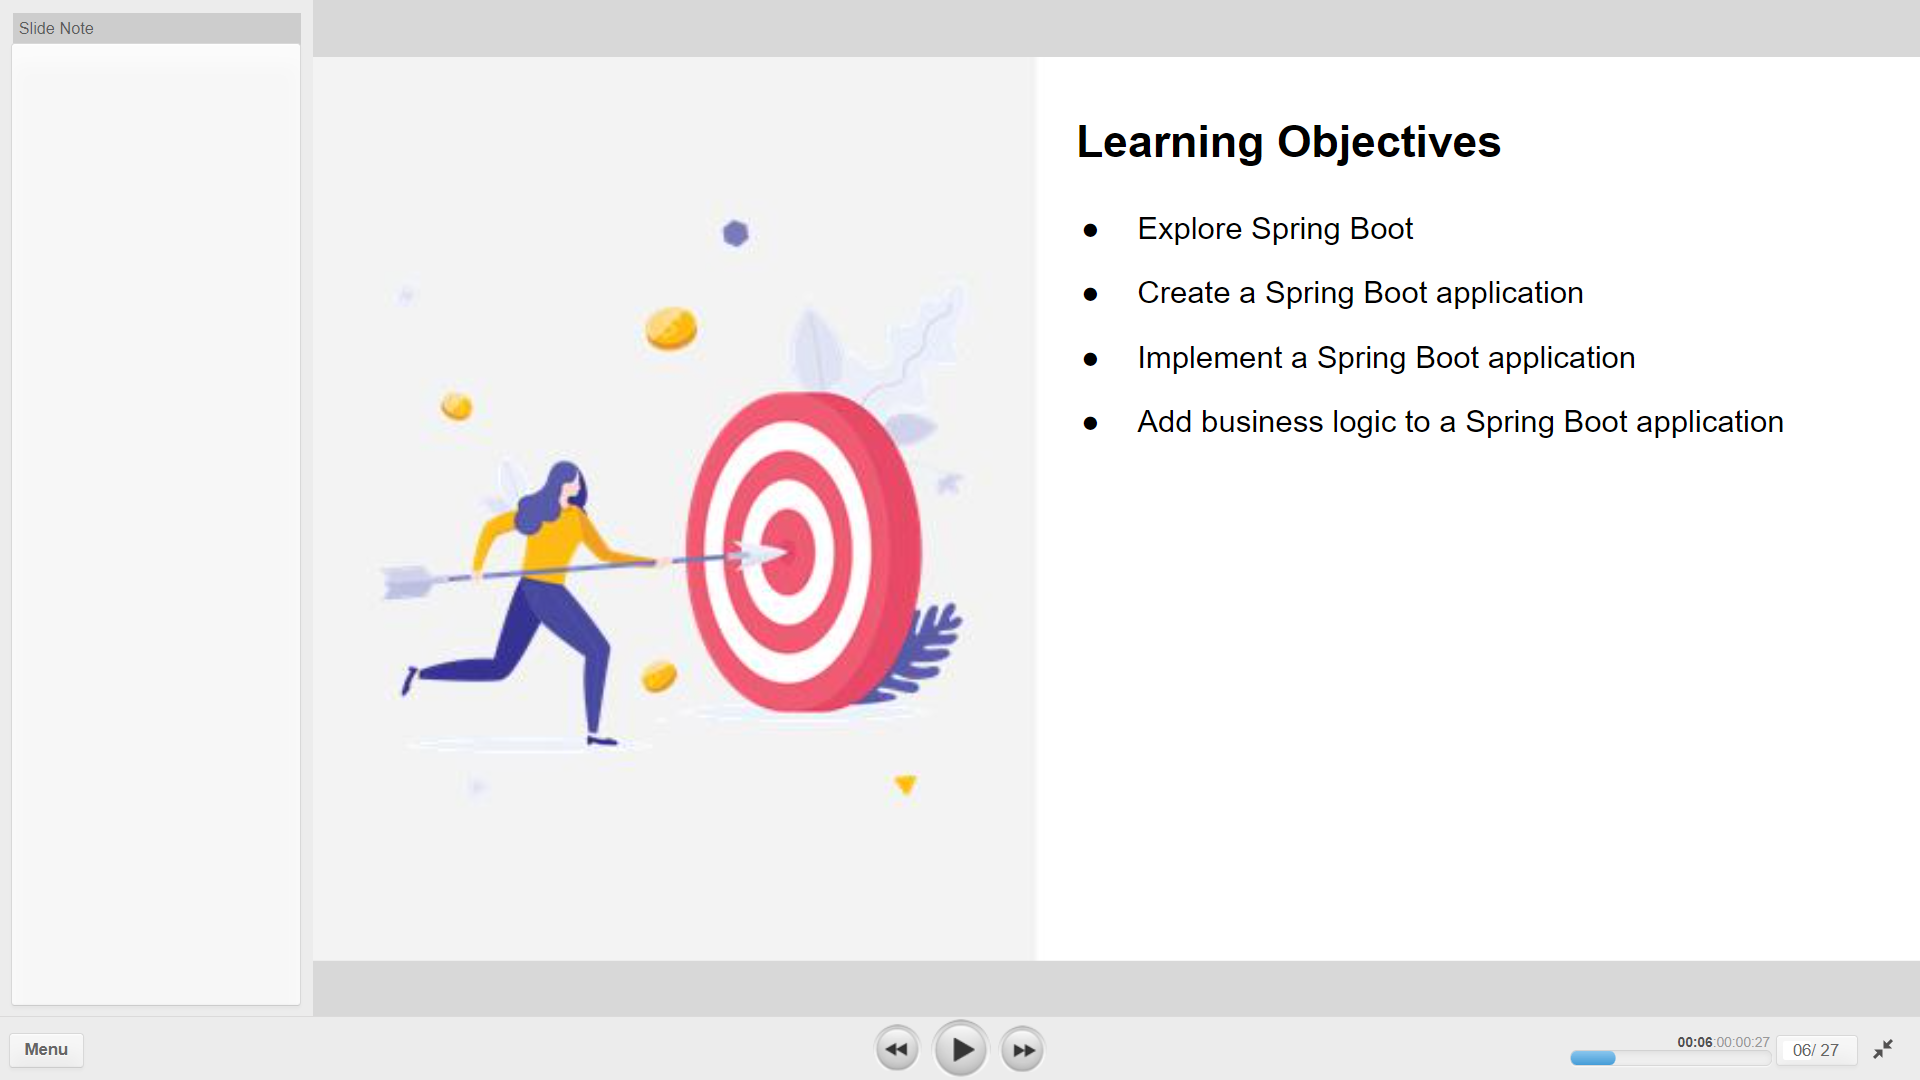 Slide Note
Learning Objectives
● Explore Spring Boot
● Create a Spring Boot application
● Implement a Spring Boot application
● Add business logic to a Spring Boot application
Menu
00:06:00:00:27
06/ 27